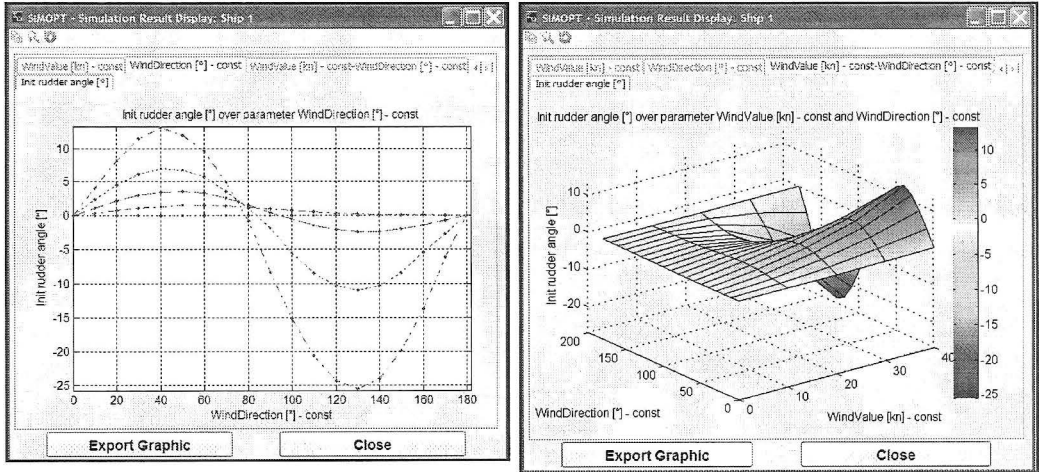 SIMOPT - Simulation Result Display: Ship 1
WindValue [kn] - const WindDirection [°] - const WindValue [kn] - const-WindDirection [°] - const
Init rudder angle [°]
Init rudder angle [°] over parameter WindDirection [°] - const
Init rudder angle [°]
10
5
0
-5
-10
-15
-20
-25
0 20 40 60 80 100 120 140 160 180
WindDirection [°] - const
Export Graphic Close
SIMOPT - Simulation Result Display: Ship 1
WindValue [kn] - const WindDirection [°] - const WindValue [kn] - const-WindDirection [°] - const
Init rudder angle [°]
Init rudder angle [°] over parameter WindValue [kn] - const and WindDirection [°] - const
Init rudder angle [°]
10
0
-10
-20
200
150
100
50
0
0
10
20
30
40
10
5
0
-5
-10
-15
-20
-25
WindDirection [°] - const
WindValue [kn] - const
Export Graphic Close